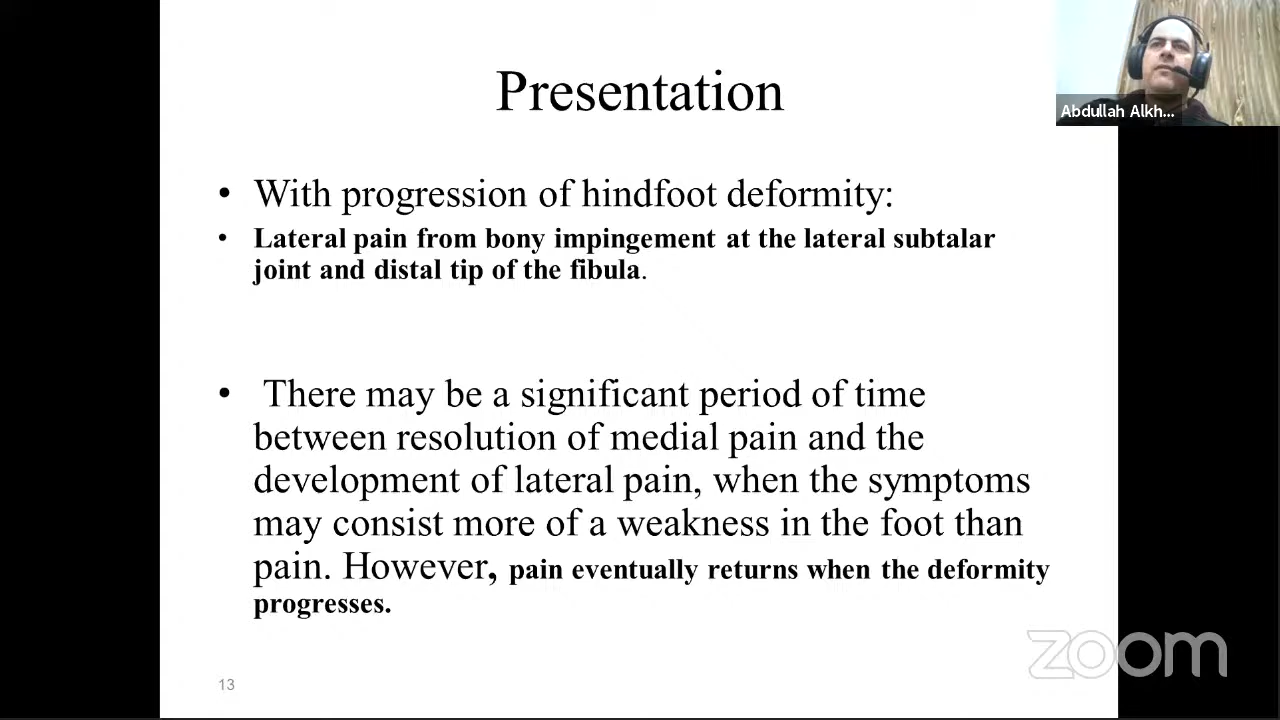 Presentation
Abdullah Alkh...
• With progression of hindfoot deformity:
• Lateral pain from bony impingement at the lateral subtalar
joint and distal tip of the fibula.
• There may be a significant period of time
between resolution of medial pain and the
development of lateral pain, when the symptoms
may consist more of a weakness in the foot than
pain. However, pain eventually returns when the deformity
progresses.
zoom
13